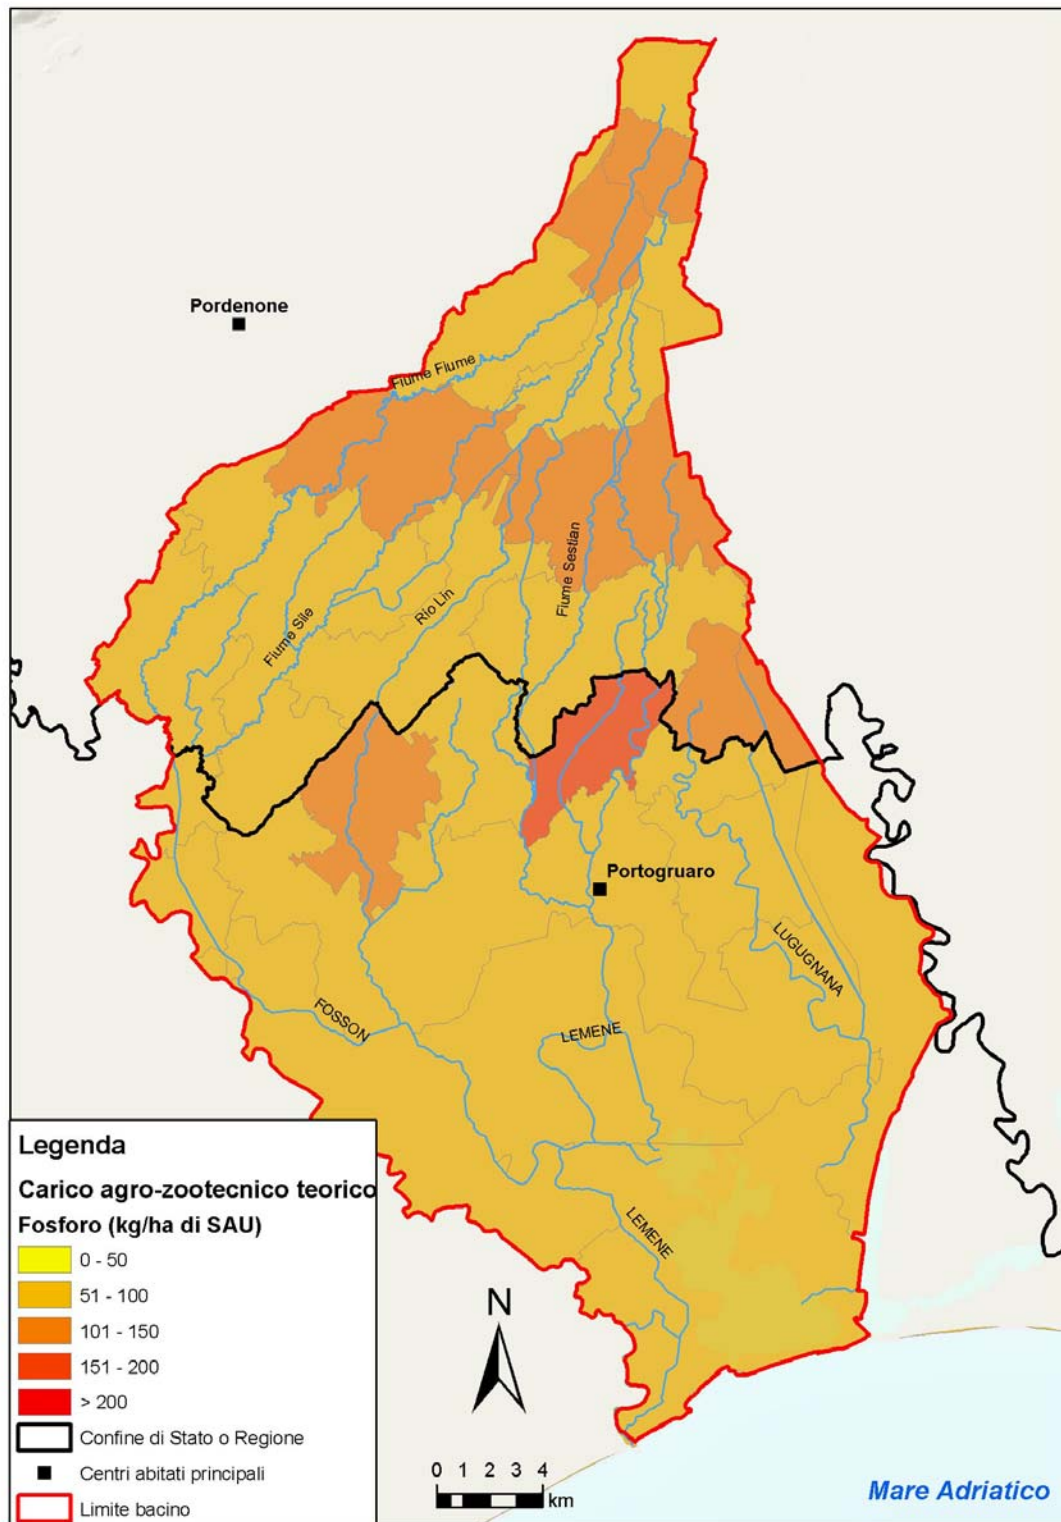 Pordenone
Fiume Fiume
Fiume Sestian
Rio Lin
Fiume Sile
Portogruaro
LUGUGNANA
FOSSON
LEMENE
LEMENE
Legenda
Carico agro-zootecnico teorico
Fosforo (kg/ha di SAU)
0 - 50
51 - 100
101 - 150
151 - 200
> 200
Confine di Stato o Regione
Centri abitati principali
Limite bacino
N
0 1 2 3 4
km
Mare Adriatico